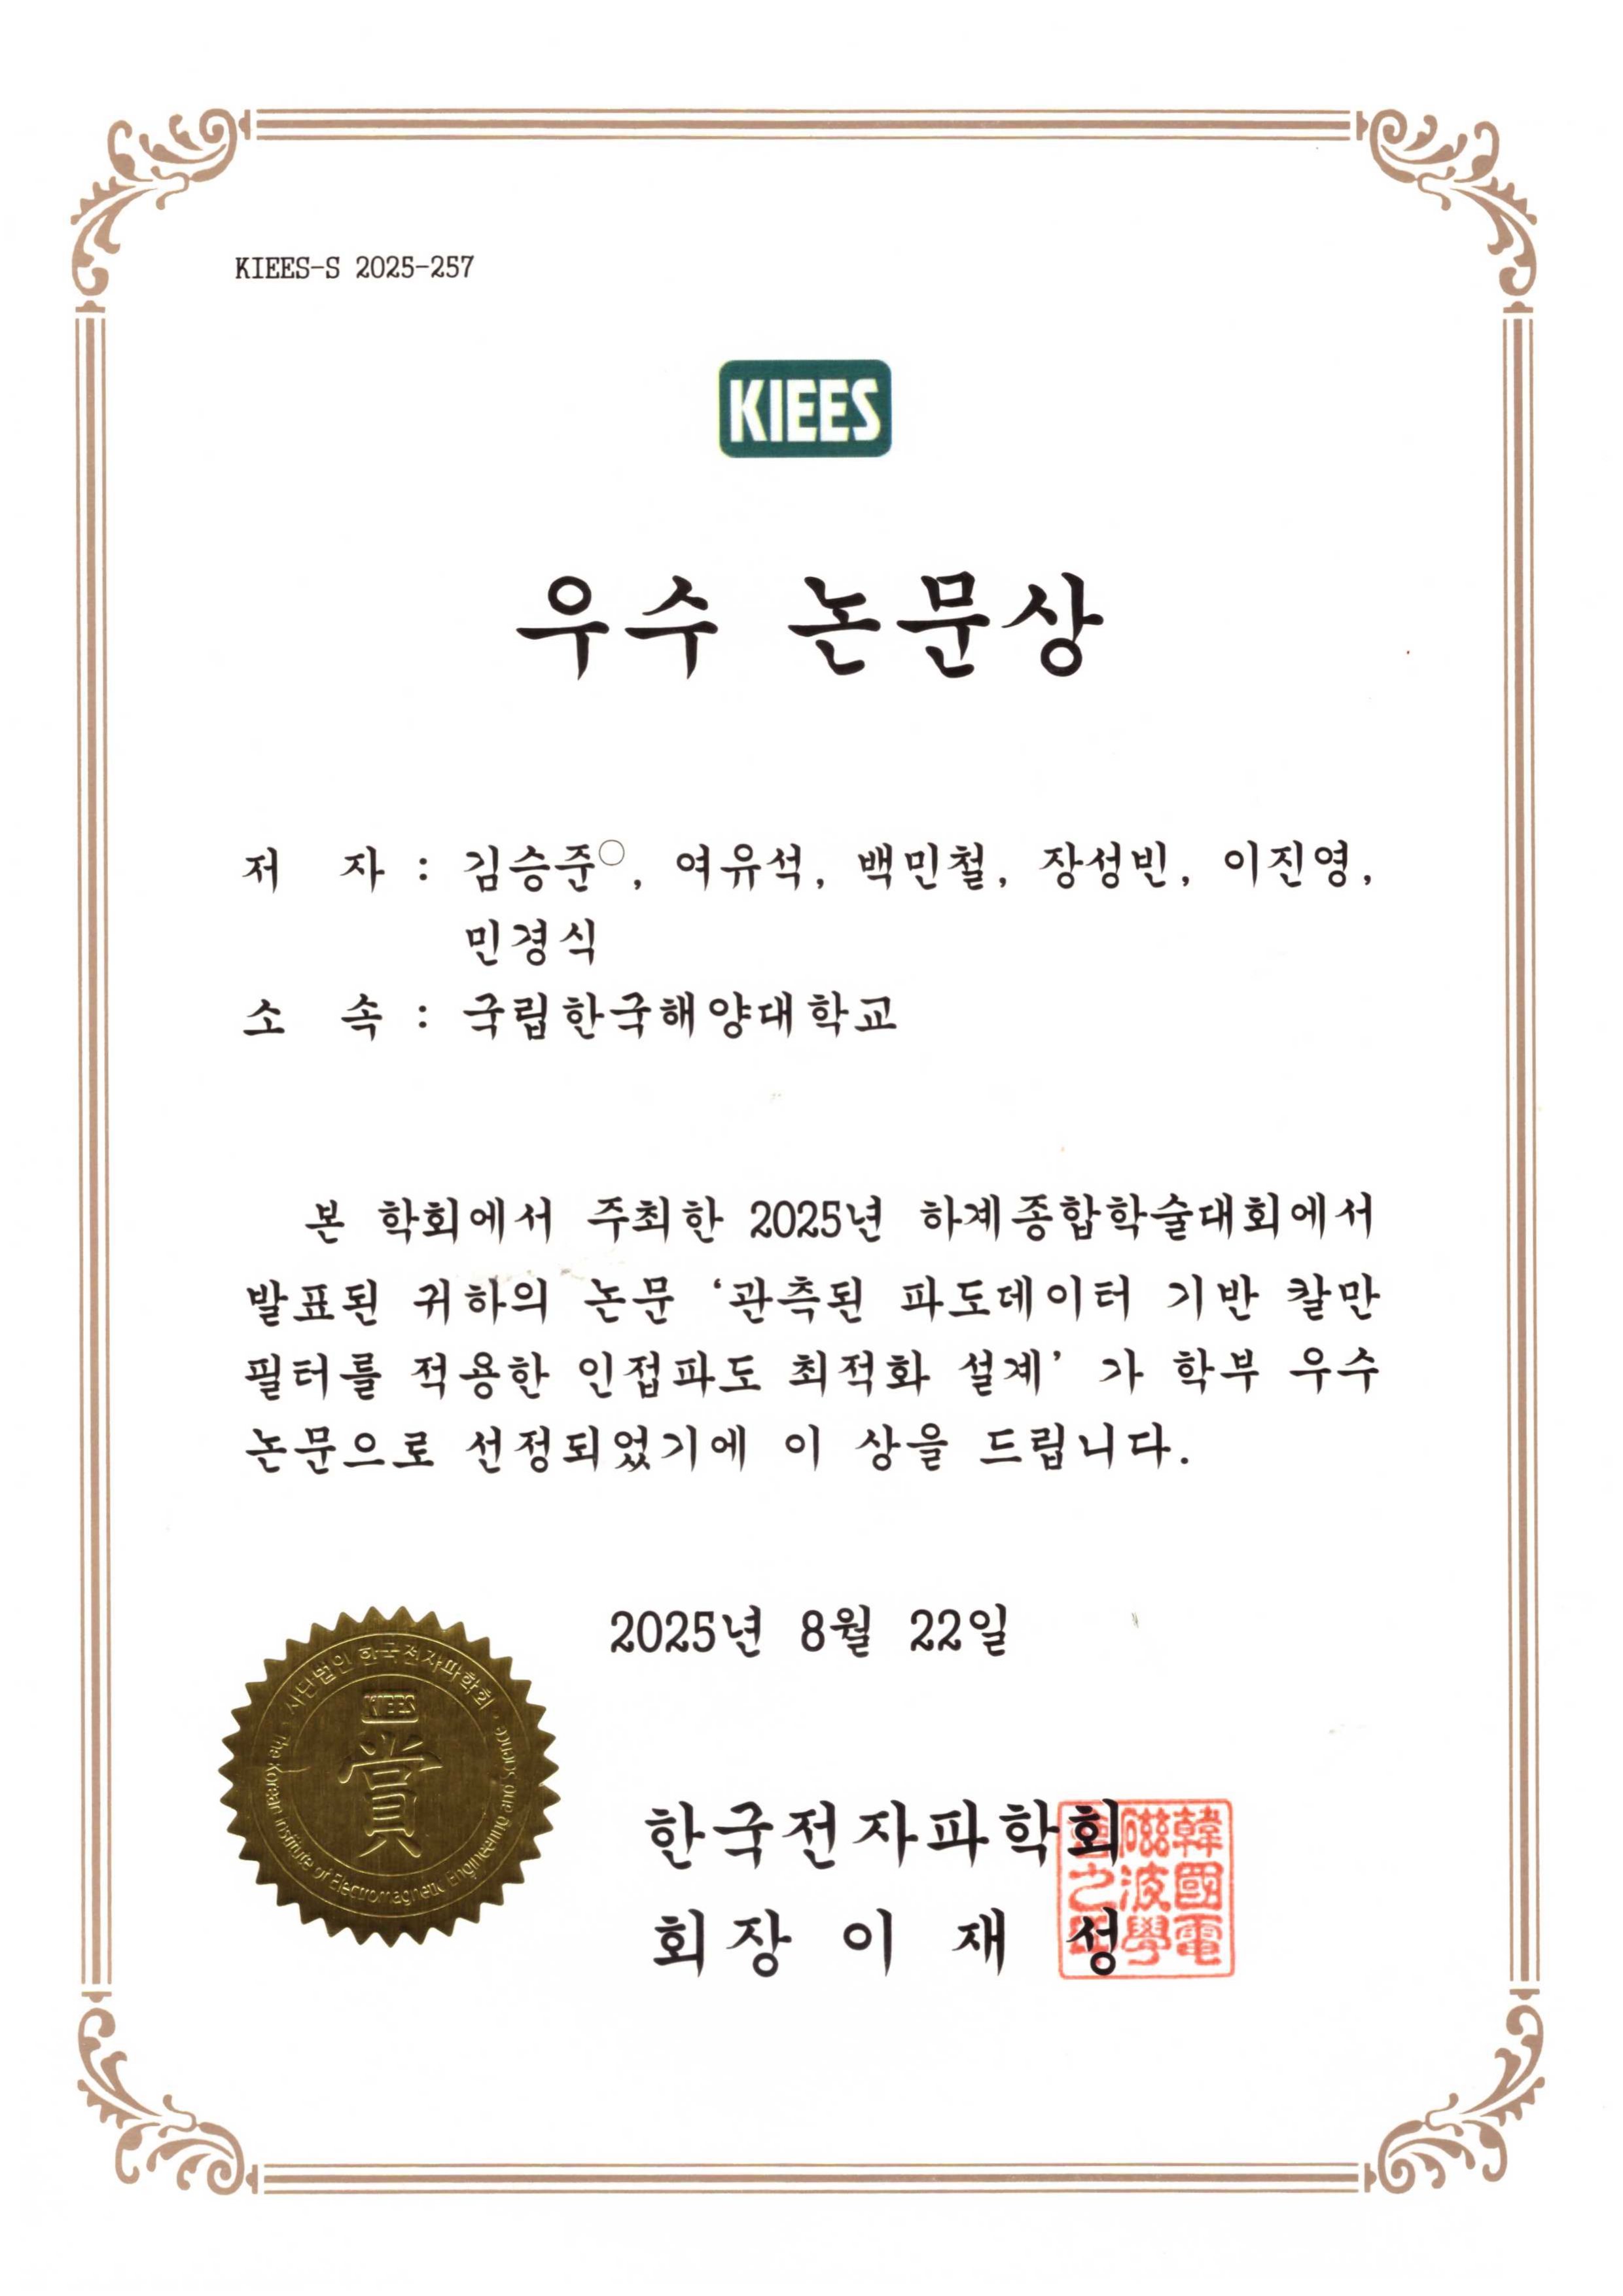 KIEES-S 2025-257
KIEES
우수 논문상
저 자 : 김승준○, 여유석, 백민철, 장성빈, 이진영,
민경식
소 속 : 국립한국해양대학교
본 학회에서 주최한 2025년 하계종합학술대회에서
발표된 귀하의 논문 ‘관측된 파도데이터 기반 칼만
필터를 적용한 인접파도 최적화 설계’ 가 학부 우수
논문으로 선정되었기에 이 상을 드립니다.
2025년 8월 22일
사단법인 한국전자파학회
KIEES
賞
The Korean Institute of Electromagnetic Engineering and Science
한국전자파학회
회장 이 재 성
韓國電
磁波學
會之